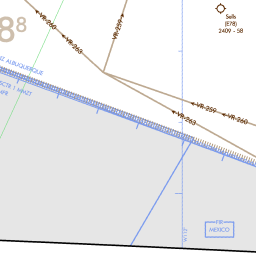 Sells
(E78)
2409 - 58
8⁸
VR-260
VR-263
VR-259
ALBUQUERQUE
VR-259
VR-260
VR-263
FIR
MEXICO